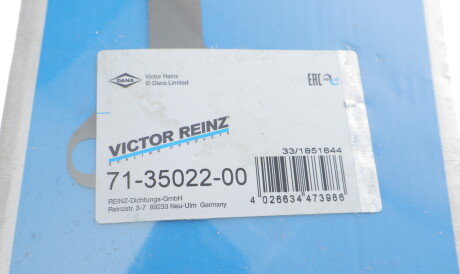 DANA
Victor Reinz
© Dana Limited
EAC
VICTOR REINZ
SEALING PRODUCTS
33/1851844
71-35022-00
REINZ-Dichtungs-GmbH
Reinzstr. 3-7 89233 Neu-Ulm Germany
4 026634 473986